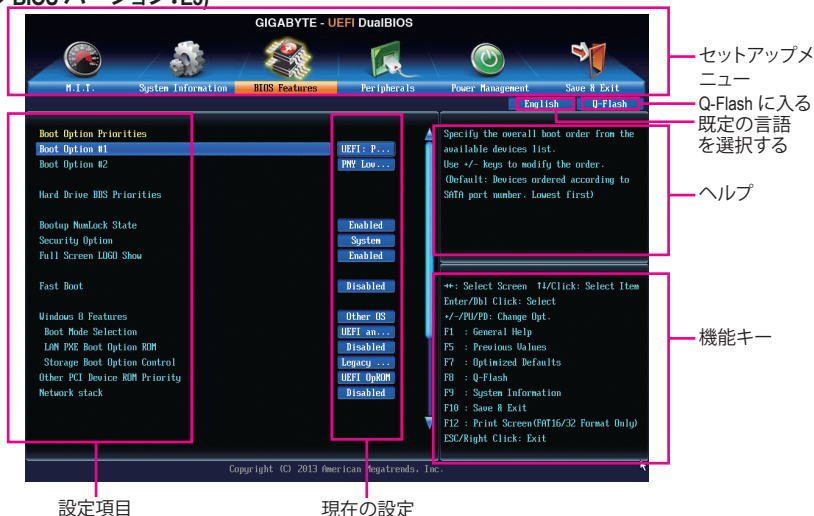 BIOS バージョン:E3)
GIGABYTE - UEFI DualBIOS
M.I.T.
System Information
BIOS Features
Peripherals
Power Management
Save & Exit
English
Q-Flash
セットアップメ
ニュー
Q-Flash に入る
既定の言語
を選択する
Boot Option Priorities
Boot Option #1 UEFI: P...
Boot Option #2 PNY Lov...
Hard Drive BBS Priorities
Bootup NumLock State Enabled
Security Option System
Full Screen LOGO Show Enabled
Fast Boot Disabled
Windows 8 Features Other OS
Boot Mode Selection UEFI an...
LAN PXE Boot Option ROM Disabled
Storage Boot Option Control Legacy ...
Other PCI Device ROM Priority UEFI OpROM
Network stack Disabled
Specify the overall boot order from the
available devices list.
Use +/- keys to modify the order.
(Default: Devices ordered according to
SATA port number. Lowest first)
ヘルプ
→←: Select Screen ↑↓/Click: Select Item
Enter/Dbl Click: Select
+/-/PU/PD: Change Opt.
F1 : General Help
F5 : Previous Values
F7 : Optimized Defaults
F8 : Q-Flash
F9 : System Information
F10 : Save & Exit
F12 : Print Screen(FAT16/32 Format Only)
ESC/Right Click: Exit
機能キー
Copyright (C) 2013 American Megatrends, Inc.
設定項目
現在の設定